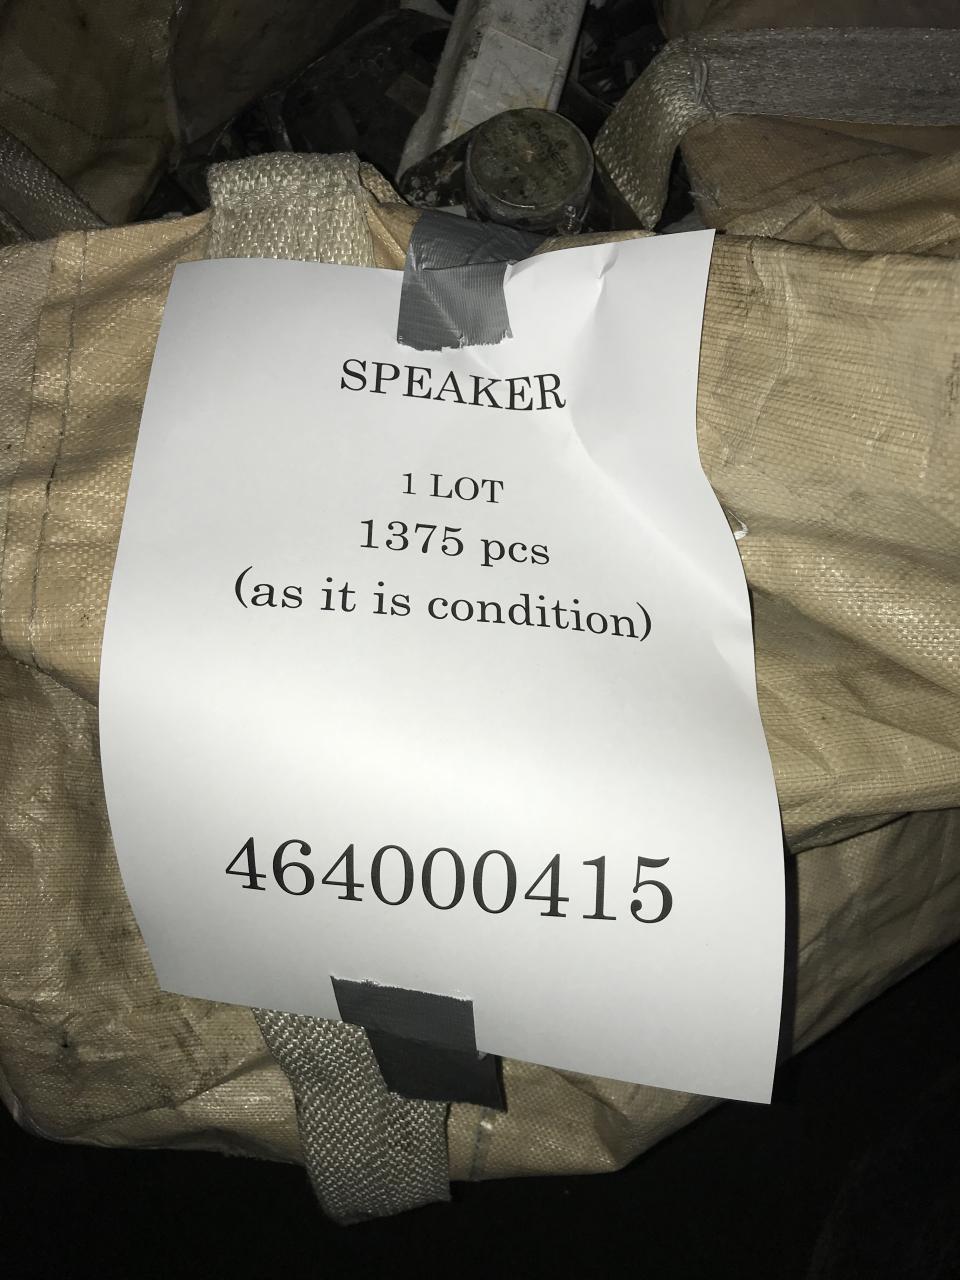 SPEAKER
1 LOT
1375 pcs
(as it is condition)
464000415